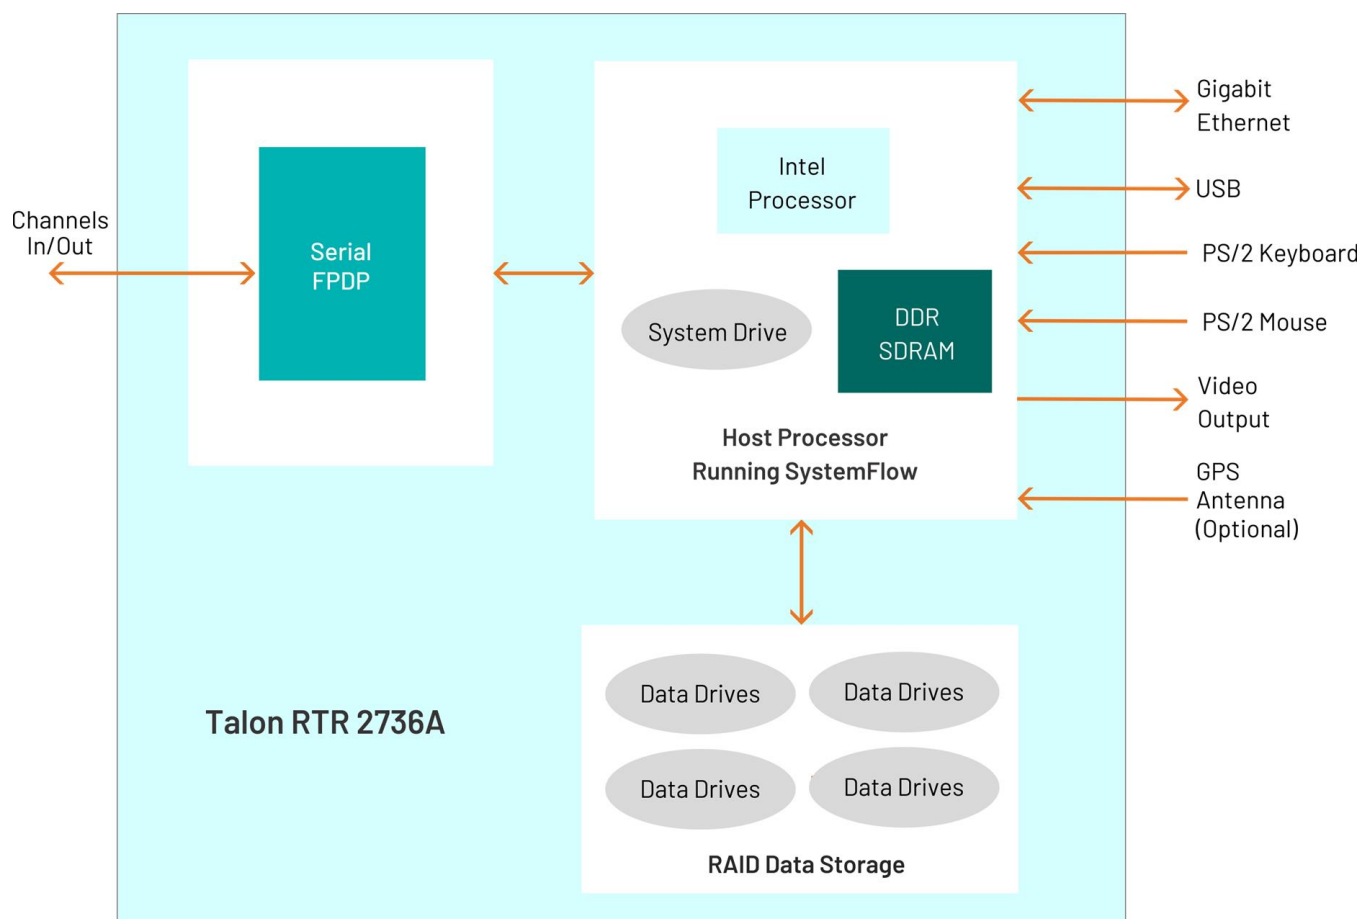 Channels
In/Out
Serial
FPDP
Intel
Processor
System Drive
DDR
SDRAM
Host Processor
Running SystemFlow
Gigabit
Ethernet
USB
PS/2 Keyboard
PS/2 Mouse
Video
Output
GPS
Antenna
(Optional)
Talon RTR 2736A
Data Drives
Data Drives
Data Drives
Data Drives
RAID Data Storage